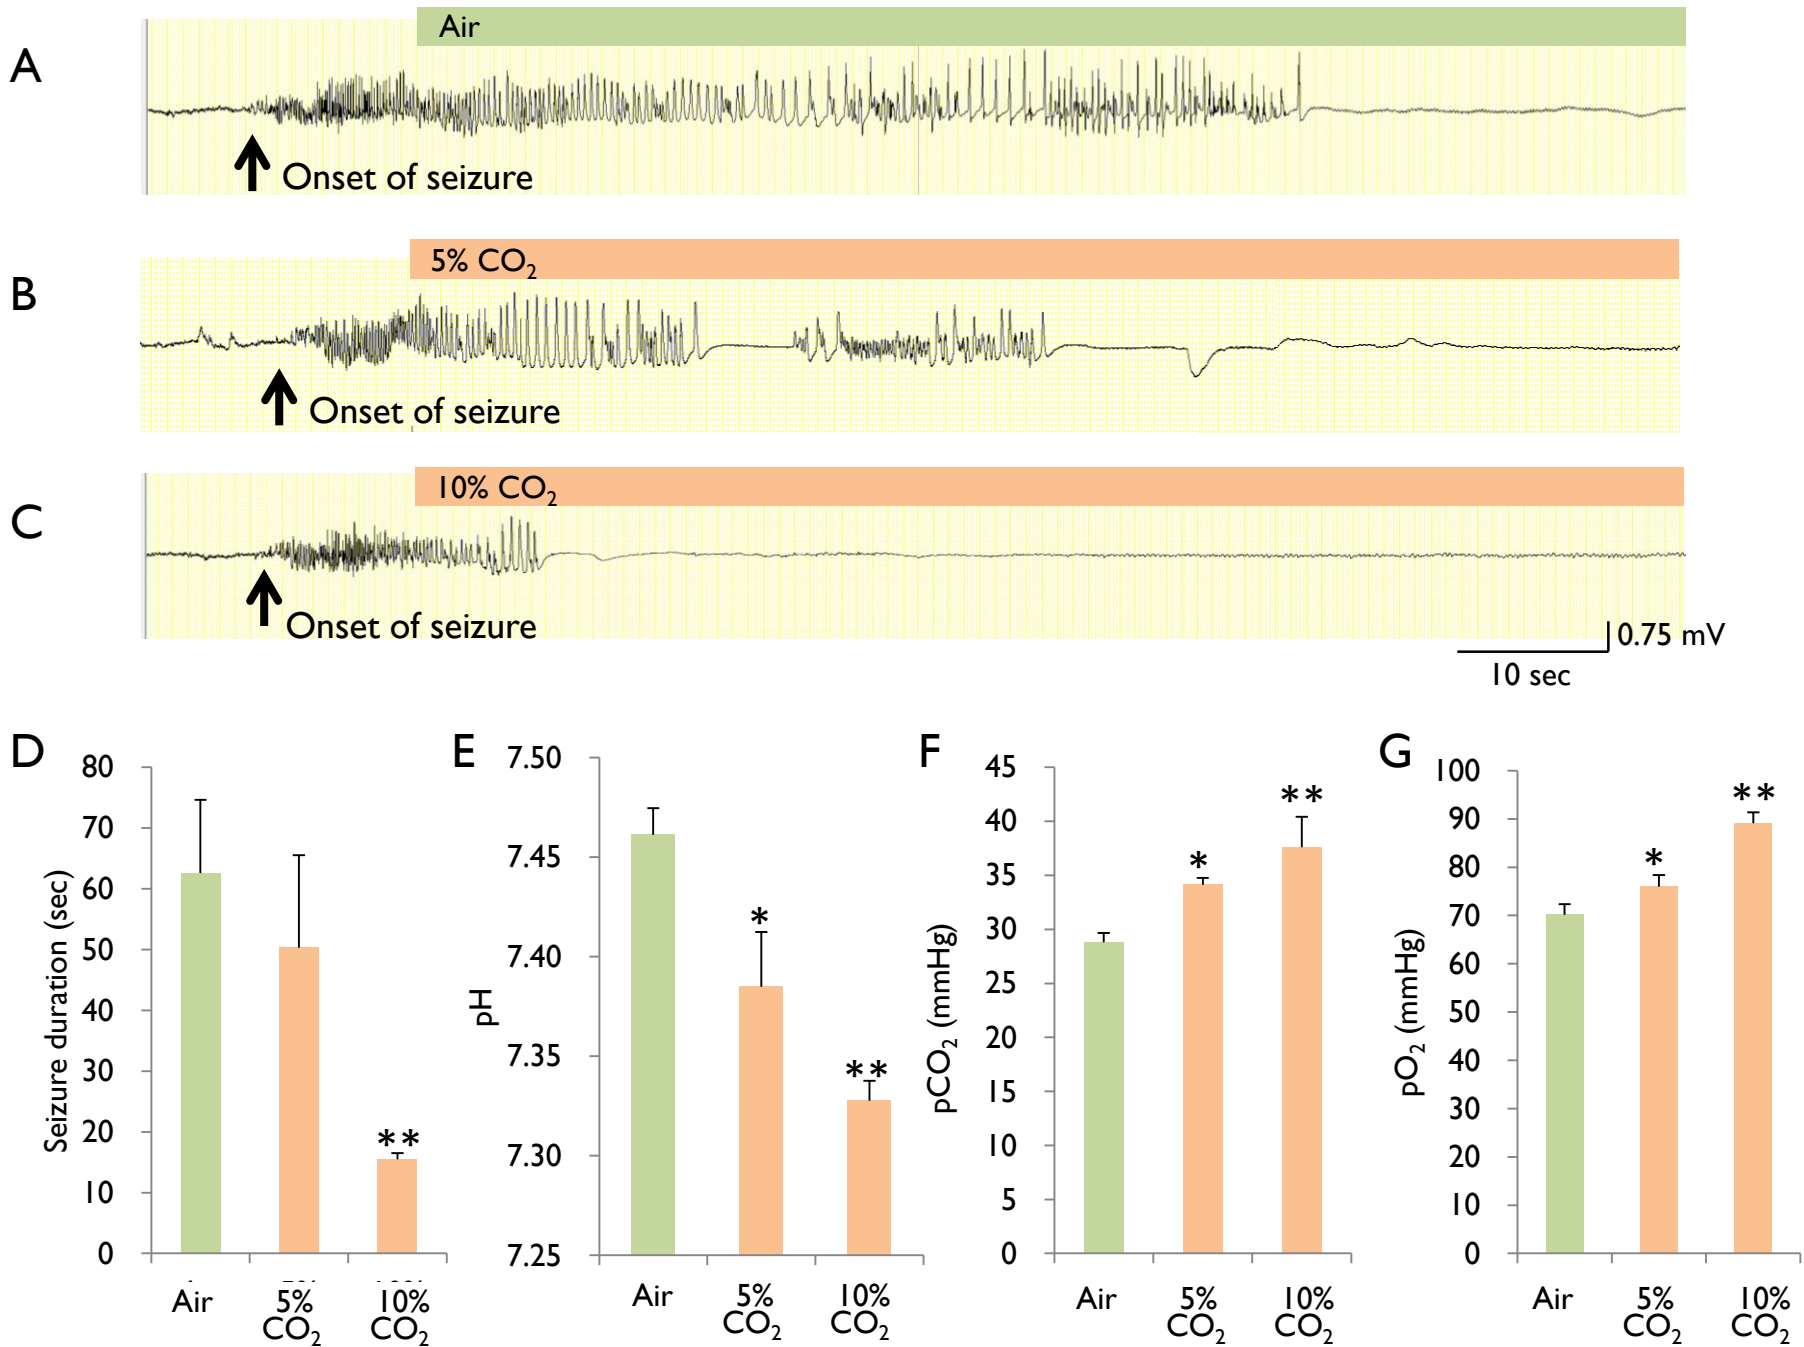 A
Air
Onset of seizure
B
5% CO₂
Onset of seizure
C
10% CO₂
Onset of seizure
0.75 mV
10 sec
D
Seizure duration (sec)
80
70
60
50
40
30
20
10
0
Air
5%
CO₂
10%
CO₂
E
pH
7.50
7.45
7.40
7.35
7.30
7.25
*
**
Air
5%
CO₂
10%
CO₂
F
pCO₂ (mmHg)
45
40
35
30
25
20
15
10
5
0
*
**
Air
5%
CO₂
10%
CO₂
G
pO₂ (mmHg)
100
90
80
70
60
50
40
30
20
10
0
*
**
Air
5%
CO₂
10%
CO₂
**